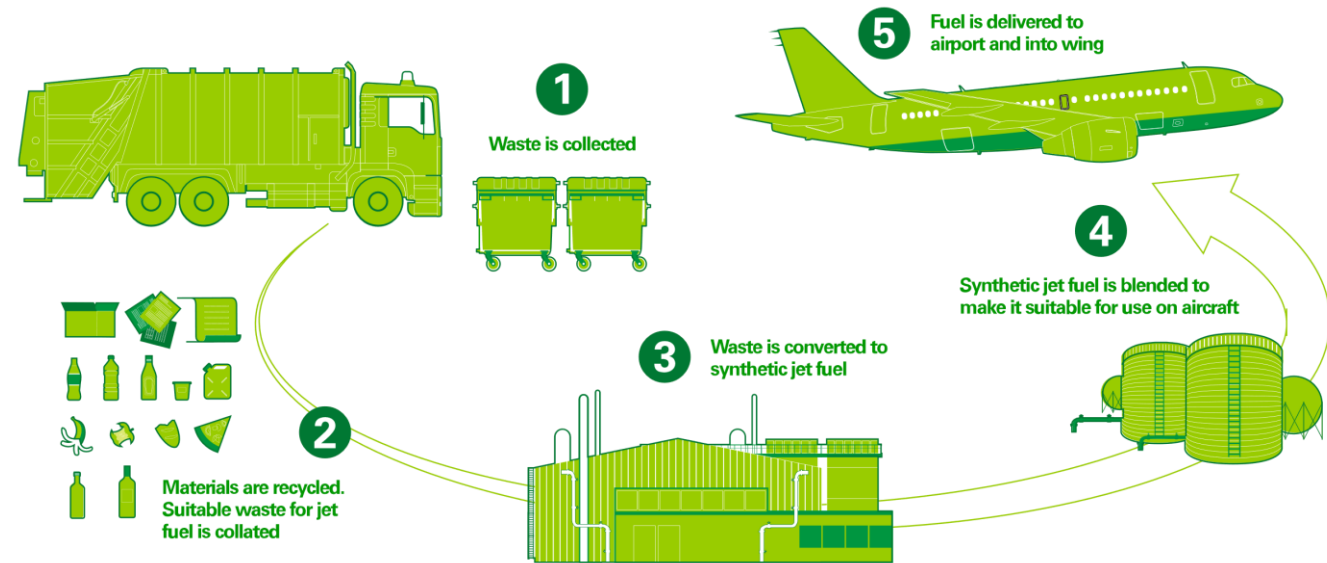 1
Waste is collected
2
Materials are recycled.
Suitable waste for jet
fuel is collated
3
Waste is converted to
synthetic jet fuel
4
Synthetic jet fuel is blended to
make it suitable for use on aircraft
5
Fuel is delivered to
airport and into wing